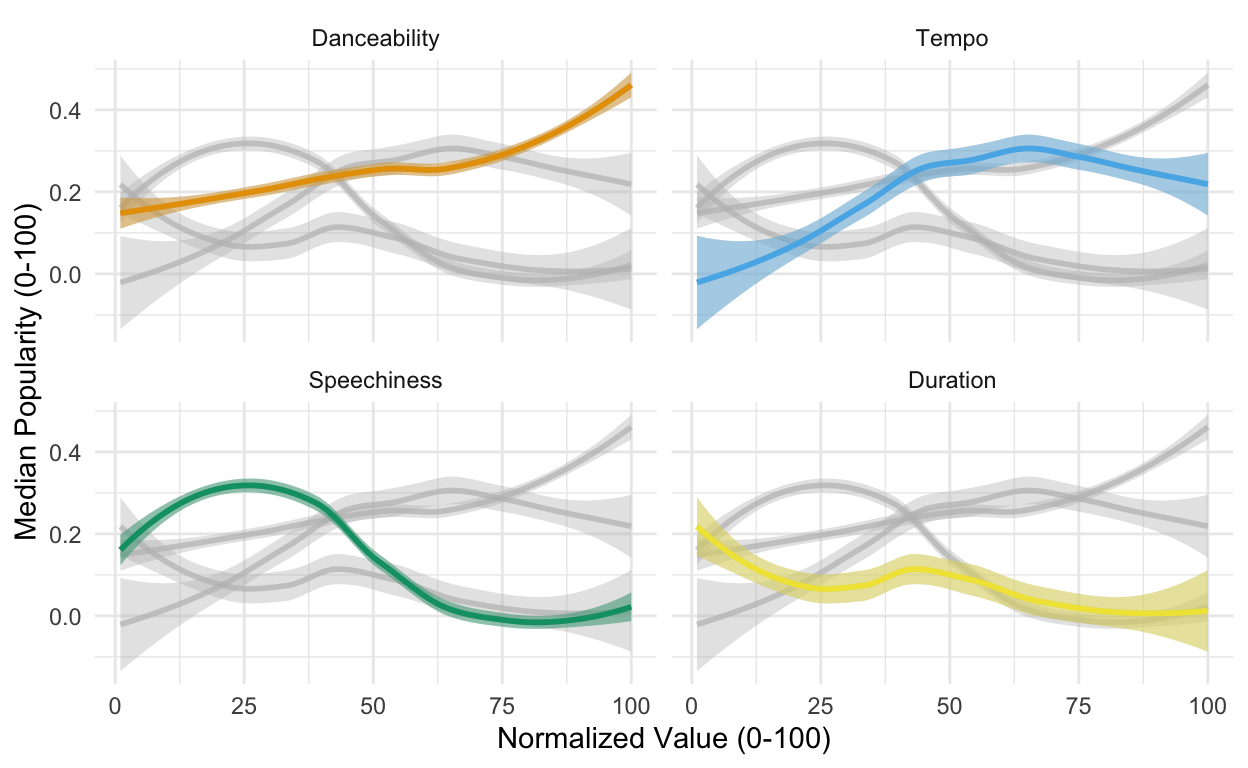 Danceability
Tempo
0.4
0.2
0.0
Speechiness
Duration
0.4
0.2
0.0
Median Popularity (0-100)
0 25 50 75 100 0 25 50 75 100
Normalized Value (0-100)